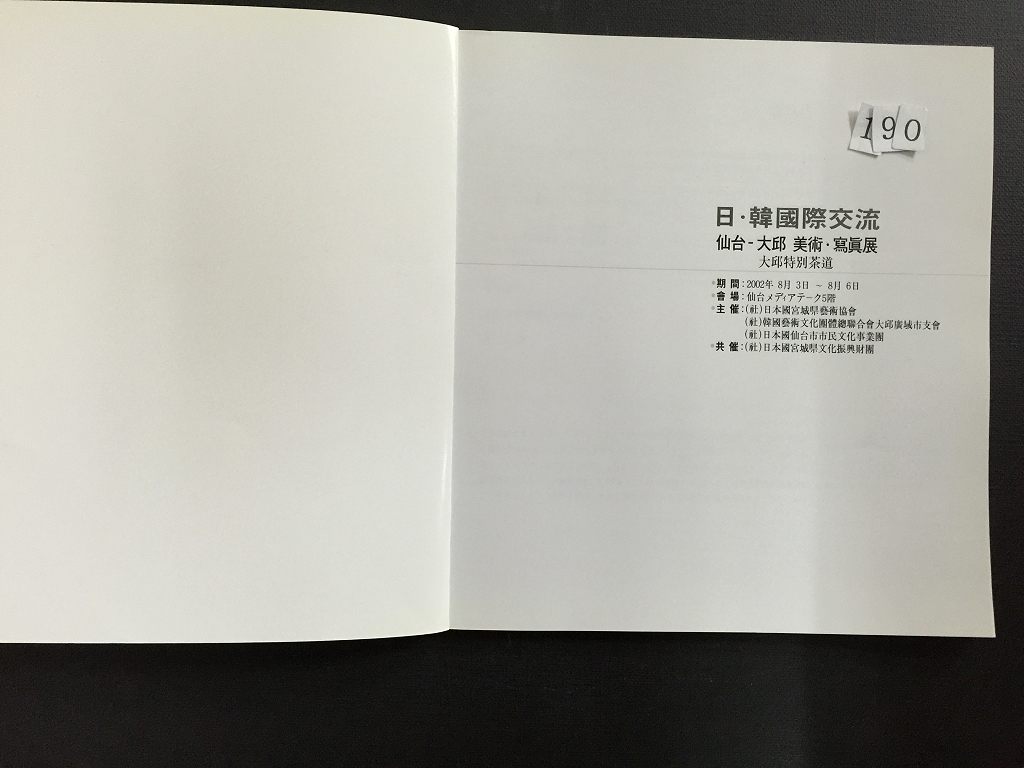 190
日・韓國際交流
仙台-大邱 美術・寫眞展
大邱特別茶道
*期 間:2002年 8月 3日 ~ 8月 6日
*會 場:仙台メディアテーク5階
*主 催:(社)日本國宮城県藝術協會
(社)韓國藝術文化團體總聯合會大邱廣域市支會
(社)日本國仙台市市民文化事業團
*共 催:(社)日本國宮城県文化振興財團